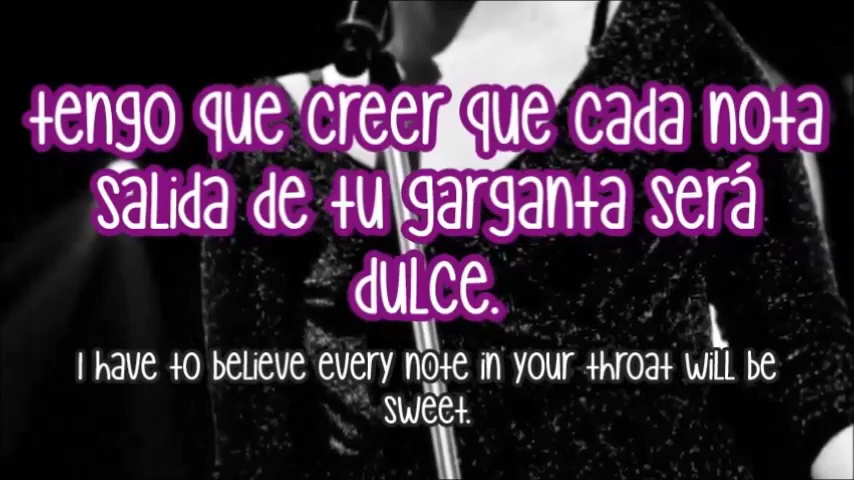 tengo que creer que cada nota
salida de tu garganta será
dulce.
I have to believe every note in your throat will be
sweet.